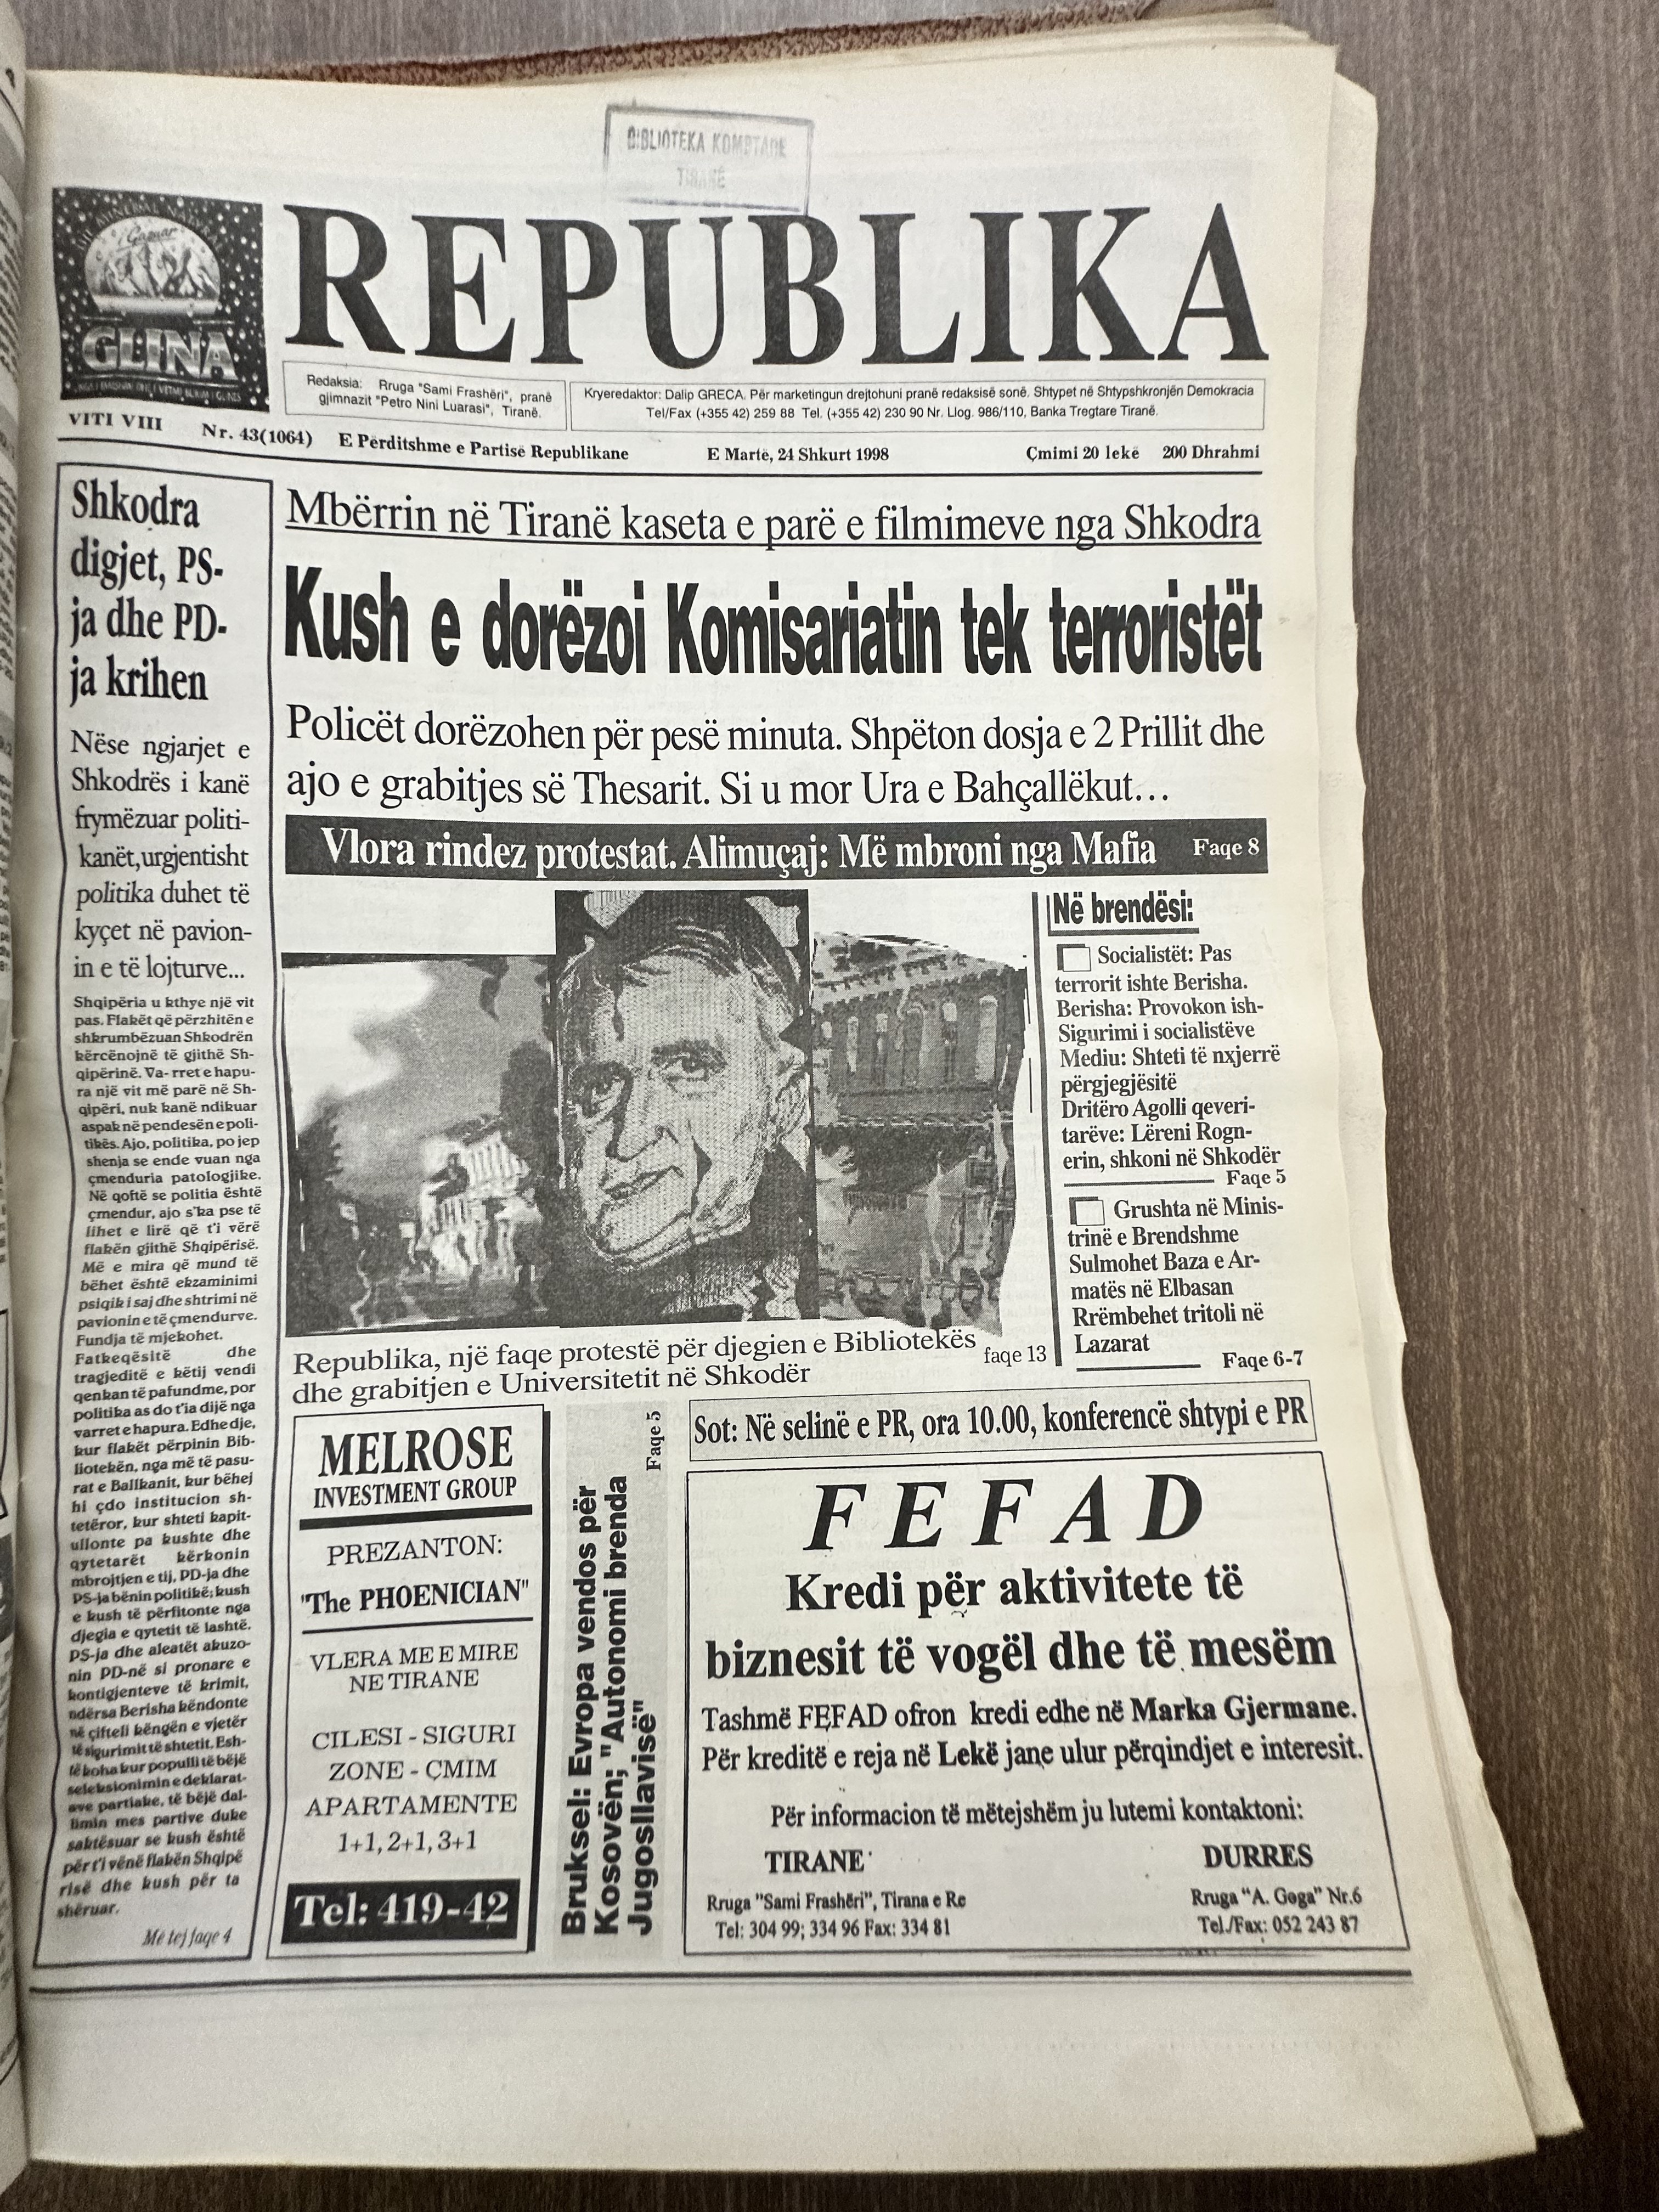 BIBLIOTEKA KOMBTARE
TIRANË
Gapuar
GLINA
REPUBLIKA
Redaksia: Rruga "Sami Frashëri", pranë
gjimnazit "Petro Nini Luarasi", Tiranë.
Kryeredaktor: Dalip GRECA. Për marketingun drejtohuni pranë redaksisë sonë. Shtypet në Shtypshkronjën Demokracia
Tel/Fax (+355 42) 259 88 Tel. (+355 42) 230 90 Nr. Llog. 986/110, Banka Tregtare Tiranë.
VITI VIII Nr. 43(1064) E Përditshme e Partisë Republikane E Martë, 24 Shkurt 1998 Çmimi 20 lekë 200 Dhrahmi
Shkodra
digjet, PS-
ja dhe PD-
ja krihen
Nëse ngjarjet e
Shkodrës i kanë
frymëzuar politi-
kanët,urgjentisht
politika duhet të
kyçet në pavion-
in e të lojturve...
Shqipëria u kthye një vit
pas. Flakët që përzhitën e
shkrumbëzuan Shkodrën
kërcënojnë të gjithë Sh-
qipërinë. Va- rret e hapu-
ra një vit më parë në Sh-
qipëri, nuk kanë ndikuar
aspak në pendesën e poli-
tikës. Ajo, politika, po jep
shenja se ende vuan nga
çmenduria patologjike.
Në qoftë se politia është
çmendur, ajo s'ka pse të
lihet e lirë që t'i vërë
flakën gjithë Shqipërisë.
Më e mira që mund të
bëhet është ekzaminimi
psiqik i saj dhe shtrimi në
pavionin e të çmendurve.
Fundja të mjekohet.
Fatkeqësitë dhe
tragjeditë e këtij vendi
qenkan të pafundme, por
politika as do t'ia dijë nga
varret e hapura. Edhe dje,
kur flakët përpinin Bib-
liotekën, nga më të pasu-
rat e Ballkanit, kur bëhej
hi çdo institucion sh-
tetëror, kur shteti kapit-
ullonte pa kushte dhe
qytetarët kërkonin
mbrojtjen e tij, PD-ja dhe
PS-ja bënin politikë; kush
e kush të përfitonte nga
djegia e qytetit të lashtë.
PS-ja dhe aleatët akuzo-
nin PD-në si pronare e
kontigjenteve të krimit,
ndërsa Berisha këndonte
në çifteli këngën e vjetër
të sigurimit të shtetit. Esh-
të koha kur populli të bëjë
seleksionimin e deklarat-
ave partiake, të bëjë dal-
limin mes partive duke
saktësuar se kush është
për t'i vënë flakën Shqipë
risë dhe kush për ta
shëruar.
Më tej faqe 4
Mbërrin në Tiranë kaseta e parë e filmimeve nga Shkodra
Kush e dorëzoi Komisariatin tek terroristët
Policët dorëzohen për pesë minuta. Shpëton dosja e 2 Prillit dhe
ajo e grabitjes së Thesarit. Si u mor Ura e Bahçallëkut...
Vlora rindez protestat. Alimuçaj: Më mbroni nga Mafia Faqe 8
Republika, një faqe protestë për djegien e Bibliotekës
dhe grabitjen e Universitetit në Shkodër
faqe 13
Në brendësi:
Socialistët: Pas
terrorit ishte Berisha.
Berisha: Provokon ish-
Sigurimi i socialistëve
Mediu: Shteti të nxjerrë
përgjegjësitë
Dritëro Agolli qeveri-
tarëve: Lëreni Rogn-
erin, shkoni në Shkodër
Faqe 5
Grushta në Minis-
trinë e Brendshme
Sulmohet Baza e Ar-
matës në Elbasan
Rrëmbehet tritoli në
Lazarat
Faqe 6-7
MELROSE
INVESTMENT GROUP
PREZANTON:
"The PHOENICIAN"
VLERA ME E MIRE
NE TIRANE
CILESI - SIGURI
ZONE - ÇMIM
APARTAMENTE
1+1, 2+1, 3+1
Tel: 419-42
Bruksel: Evropa vendos për
Kosovën; "Autonomi brenda
Jugosllavisë"
Faqe 5
Sot: Në selinë e PR, ora 10.00, konferencë shtypi e PR
FEFAD
Kredi për aktivitete të
biznesit të vogël dhe të mesëm
Tashmë FEFAD ofron kredi edhe në Marka Gjermane.
Për kreditë e reja në Lekë janë ulur përqindjet e interesit.
Për informacion të mëtejshëm ju lutemi kontaktoni:
TIRANE
Rruga "Sami Frashëri", Tirana e Re
Tel: 304 99; 334 96 Fax: 334 81
DURRES
Rruga "A. Goga" Nr.6
Tel./Fax: 052 243 87